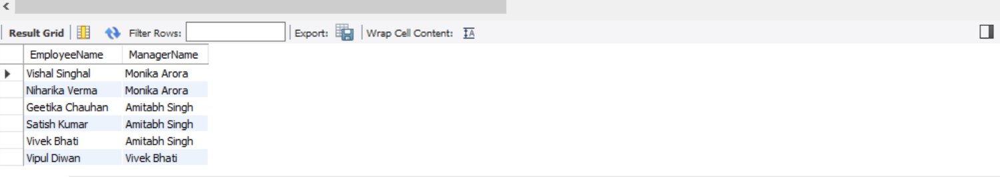 Result Grid Filter Rows: Export: Wrap Cell Content: IA
EmployeeName ManagerName
Vishal Singhal Monika Arora
Niharika Verma Monika Arora
Geetika Chauhan Amitabh Singh
Satish Kumar Amitabh Singh
Vivek Bhati Amitabh Singh
Vipul Diwan Vivek Bhati